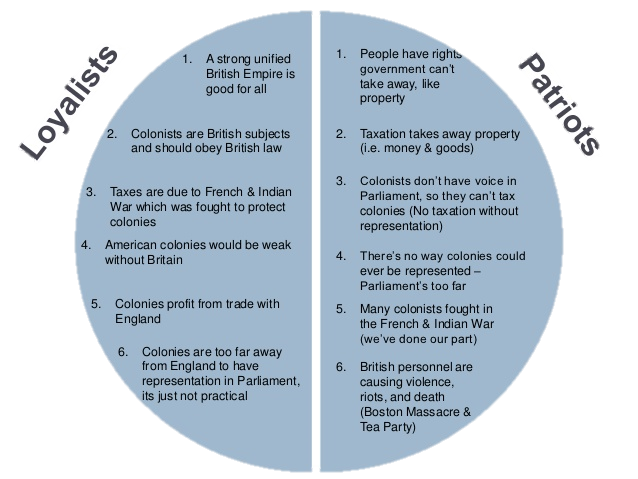 Loyalists
1. A strong unified
British Empire is
good for all
2. Colonists are British subjects
and should obey British law
3. Taxes are due to French & Indian
War which was fought to protect
colonies
4. American colonies would be weak
without Britain
5. Colonies profit from trade with
England
6. Colonies are too far away
from England to have
representation in Parliament,
its just not practical
Patriots
1. People have rights
government can't
take away, like
property
2. Taxation takes away property
(i.e. money & goods)
3. Colonists don't have voice in
Parliament, so they can't tax
colonies (No taxation without
representation)
4. There's no way colonies could
ever be represented –
Parliament's too far
5. Many colonists fought in
the French & Indian War
(we've done our part)
6. British personnel are
causing violence,
riots, and death
(Boston Massacre &
Tea Party)